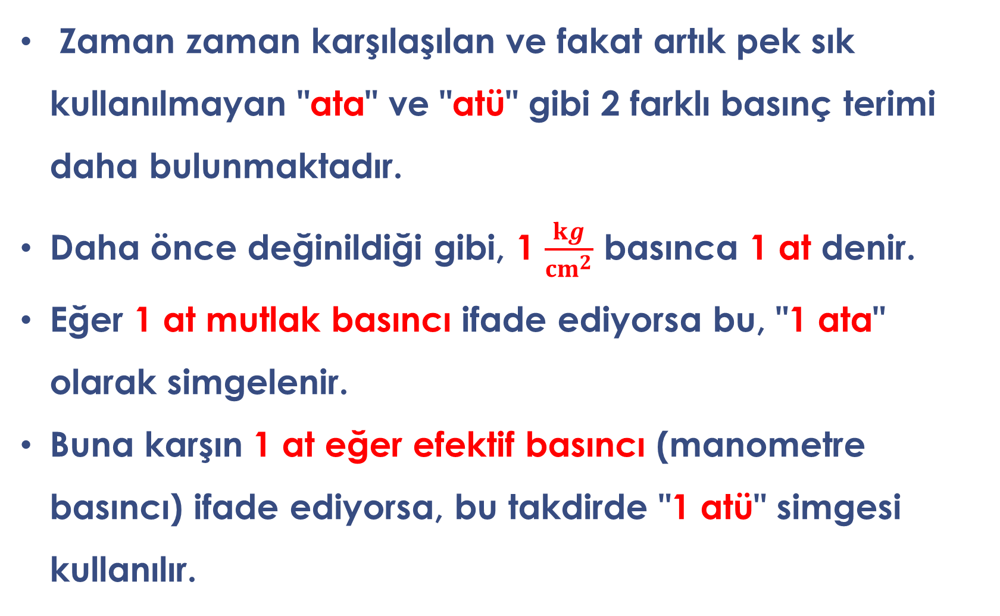 • Zaman zaman karşılaşılan ve fakat artık pek sık
kullanılmayan "ata" ve "atü" gibi 2 farklı basınç terimi
daha bulunmaktadır.
• Daha önce değinildiği gibi, 1 kg/cm² basınca 1 at denir.
• Eğer 1 at mutlak basıncı ifade ediyorsa bu, "1 ata"
olarak simgelenir.
• Buna karşın 1 at eğer efektif basıncı (manometre
basıncı) ifade ediyorsa, bu takdirde "1 atü" simgesi
kullanılır.